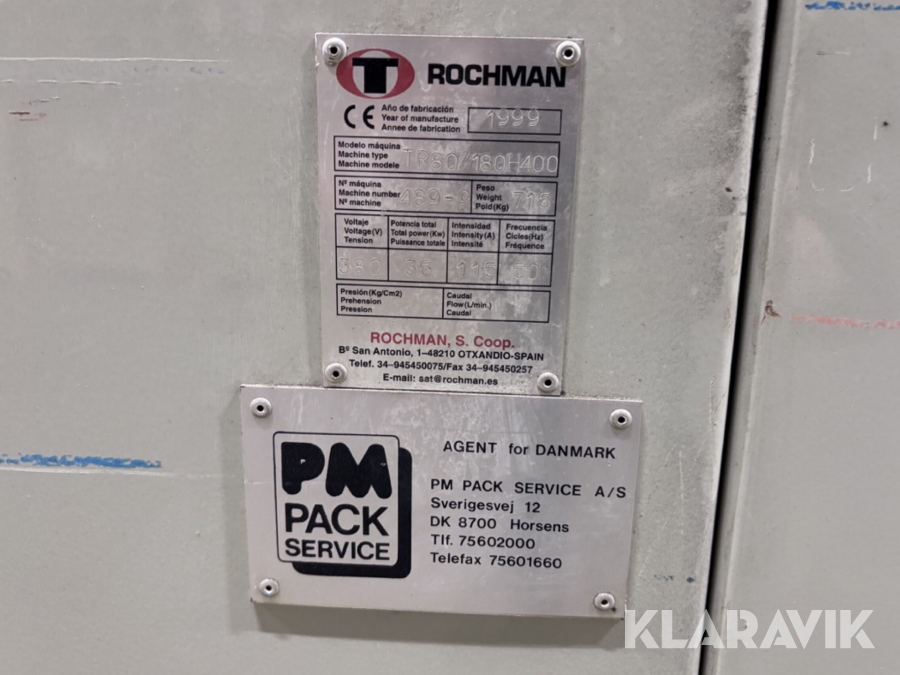 T ROCHMAN
CE
Año de fabricación
Year of manufacture
Annee de fabrication
1999
Modelo máquina
Machine type
Machine modele
TR80/180H400
Nº máquina
Machine number
Nº machine
Peso
Weight
Poid(Kg)
Voltaje
Voltage(V)
Tension
Potencia total
Total power(Kw)
Puissance totale
Intensidad
Intensity(A)
Intensité
Frecuencia
Cicles(Hz)
Fréquence
Presión(Kg/Cm2)
Prehension
Pression
Caudal
Flow(L/min.)
Caudal
ROCHMAN, S. Coop.
Bº San Antonio, 1-48210 OTXANDIO-SPAIN
Telef. 34-945450075/Fax 34-945450257
E-mail: sat@rochman.es
PM
PACK
SERVICE
AGENT for DANMARK
PM PACK SERVICE A/S
Sverigesvej 12
DK 8700 Horsens
Tlf. 75602000
Telefax 75601660
KLARAVIK